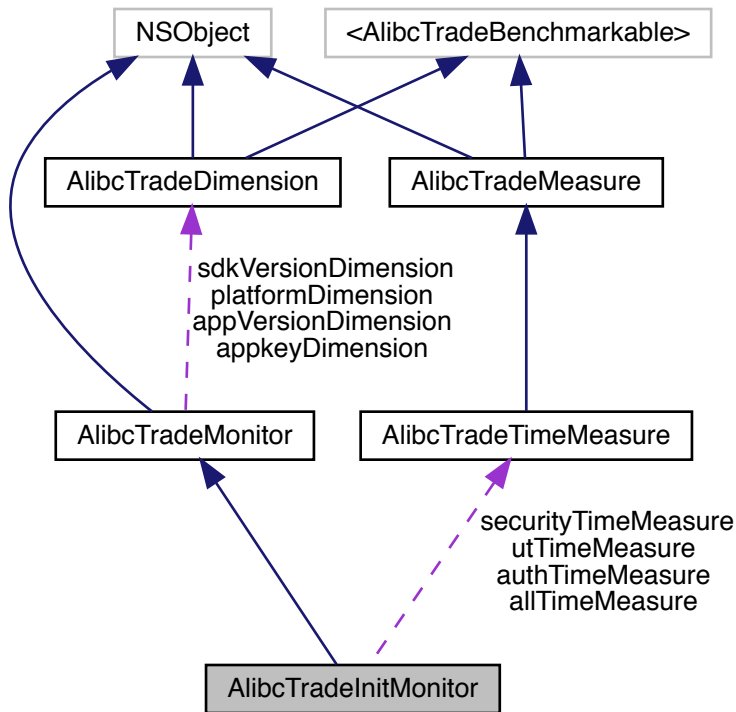 NSObject
<AlibcTradeBenchmarkable>
AlibcTradeDimension
AlibcTradeMeasure
sdkVersionDimension
platformDimension
appVersionDimension
appkeyDimension
AlibcTradeMonitor
AlibcTradeTimeMeasure
securityTimeMeasure
utTimeMeasure
authTimeMeasure
allTimeMeasure
AlibcTradeInitMonitor